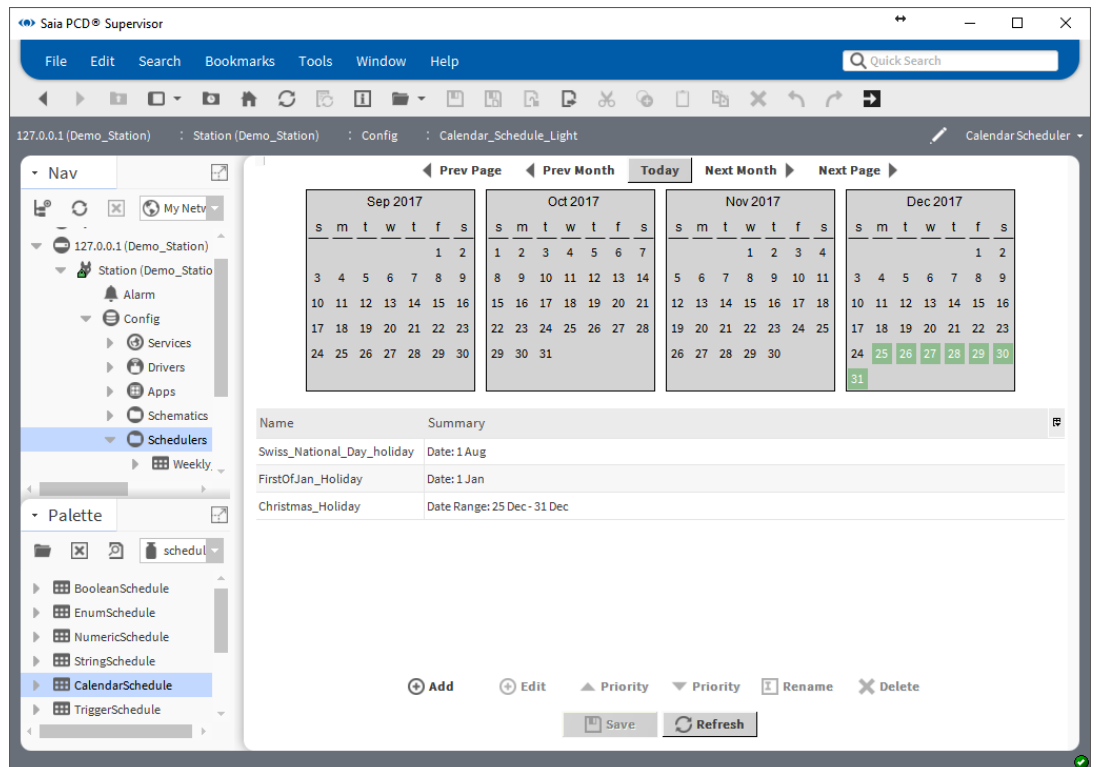 Saia PCD® Supervisor
File Edit Search Bookmarks Tools Window Help
Quick Search
127.0.0.1 (Demo_Station) : Station (Demo_Station) : Config : Calendar_Schedule_Light
Calendar Scheduler
Nav
My Netv
127.0.0.1 (Demo_Station)
Station (Demo_Statio
Alarm
Config
Services
Drivers
Apps
Schematics
Schedulers
Weekly_
Palette
schedul
BooleanSchedule
EnumSchedule
NumericSchedule
StringSchedule
CalendarSchedule
TriggerSchedule
Prev Page Prev Month Today Next Month Next Page
Sep 2017
s m t w t f s
1 2
3 4 5 6 7 8 9
10 11 12 13 14 15 16
17 18 19 20 21 22 23
24 25 26 27 28 29 30
Oct 2017
s m t w t f s
1 2 3 4 5 6 7
8 9 10 11 12 13 14
15 16 17 18 19 20 21
22 23 24 25 26 27 28
29 30 31
Nov 2017
s m t w t f s
1 2 3 4
5 6 7 8 9 10 11
12 13 14 15 16 17 18
19 20 21 22 23 24 25
26 27 28 29 30
Dec 2017
s m t w t f s
1 2
3 4 5 6 7 8 9
10 11 12 13 14 15 16
17 18 19 20 21 22 23
24 25 26 27 28 29 30
31
Name Summary
Swiss_National_Day_holiday Date: 1 Aug
FirstOfJan_Holiday Date: 1 Jan
Christmas_Holiday Date Range: 25 Dec - 31 Dec
Add Edit Priority Priority Rename Delete
Save Refresh